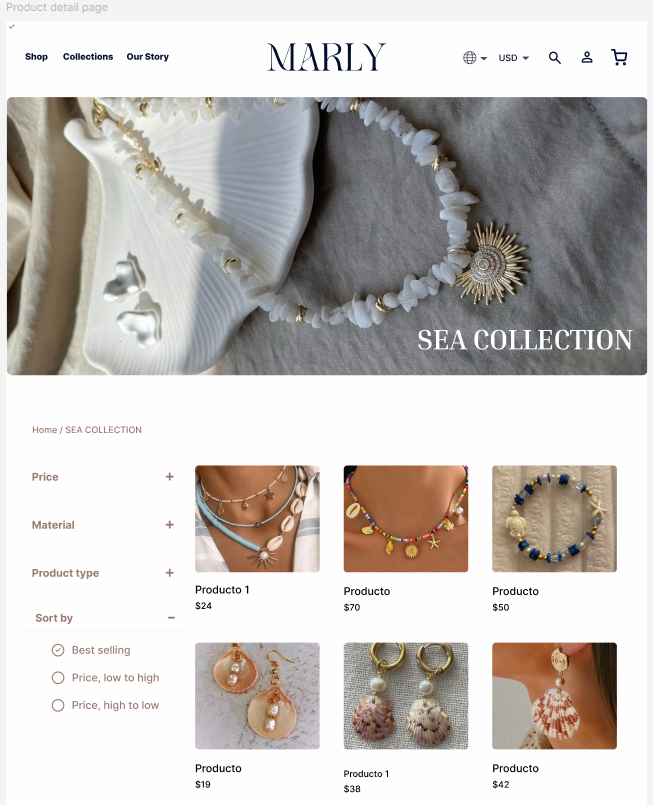 Product detail page
Shop Collections Our Story
MARLY
USD
SEA COLLECTION
Home / SEA COLLECTION
Price +
Material +
Product type +
Sort by −
Best selling
Price, low to high
Price, high to low
Producto 1
$24
Producto
$70
Producto
$50
Producto
$19
Producto 1
$38
Producto
$42